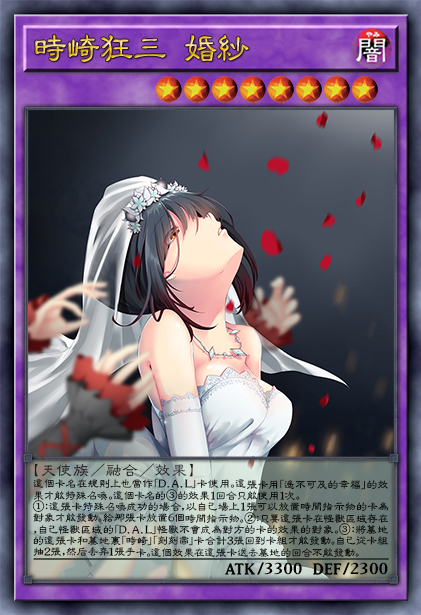 時崎狂三 婚紗
やみ
闇
【天使族／融合／效果】
這個卡名在規則上也當作「D.A.L」卡使用。這張卡用「遙不可及的幸福」的效
果才能特殊召喚。這個卡名的③的效果1回合只能使用1次。
①：這張卡特殊召喚成功的場合，以自己場上1張可以放置時間指示物的卡為
對象才能發動。給那張卡放置6個時間指示物。②：只要這張卡在怪獸區域存
在，自己怪獸區域的「D.A.L」怪獸不會成為對方的卡的效果的對象。③：將墓地
的這張卡和墓地裏「時崎」「刻刻帝」卡合計3張回到卡組才能發動。自己從卡組
抽2張，然後丟棄1張手卡。這個效果在這張卡送去墓地的回合不能發動。
ATK/3300 DEF/2300